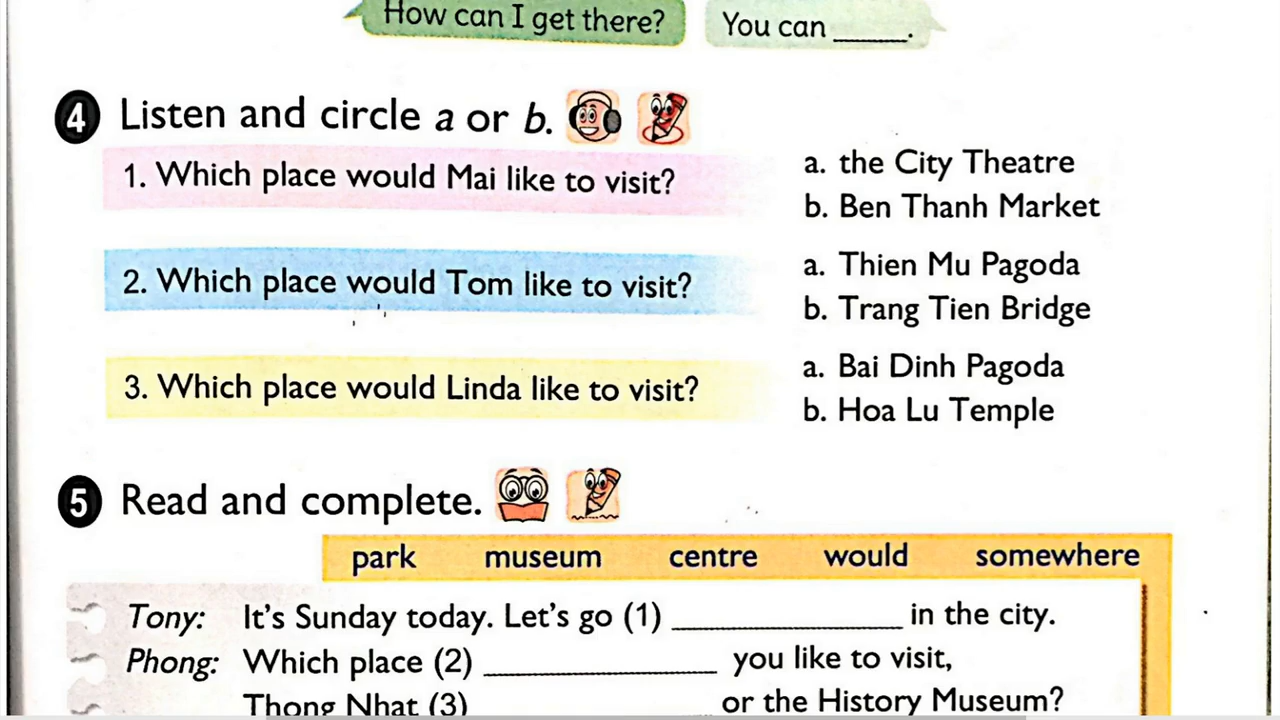 How can I get there? You can ______.
4 Listen and circle a or b.
1. Which place would Mai like to visit?
a. the City Theatre
b. Ben Thanh Market
2. Which place would Tom like to visit?
a. Thien Mu Pagoda
b. Trang Tien Bridge
3. Which place would Linda like to visit?
a. Bai Dinh Pagoda
b. Hoa Lu Temple
5 Read and complete.
park museum centre would somewhere
Tony: It's Sunday today. Let's go (1) ____________ in the city.
Phong: Which place (2) ____________ you like to visit,
Thong Nhat (3) ____________ or the History Museum?